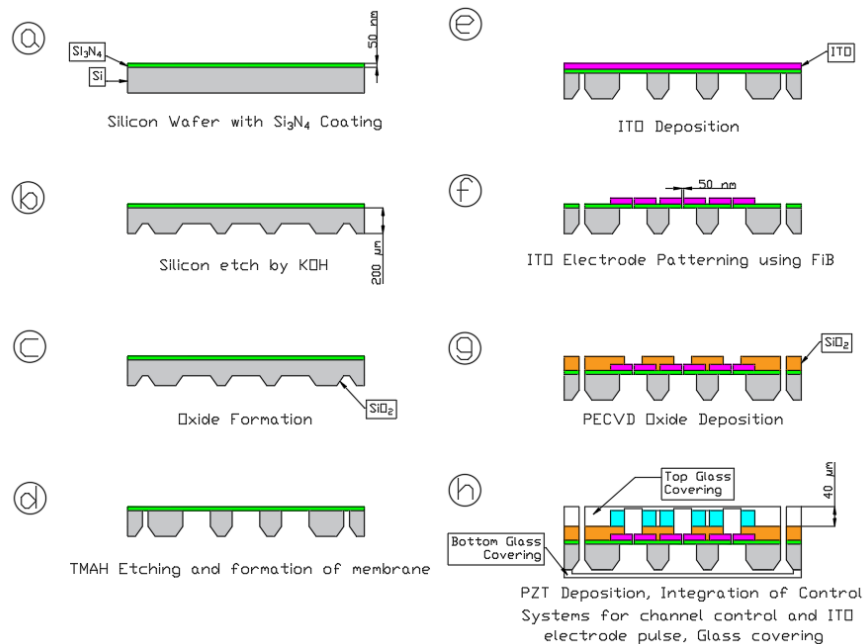 a
50 nm
Si₃N₄
Si
Silicon Wafer with Si₃N₄ Coating
b
200 µm
Silicon etch by KOH
c
SiO₂
Oxide Formation
d
TMAH Etching and formation of membrane
e
ITO
ITO Deposition
f
50 nm
ITO Electrode Patterning using FiB
g
SiO₂
PECVD Oxide Deposition
h
Top Glass
Covering
40 µm
Bottom Glass
Covering
PZT Deposition, Integration of Control
Systems for channel control and ITO
electrode pulse, Glass covering